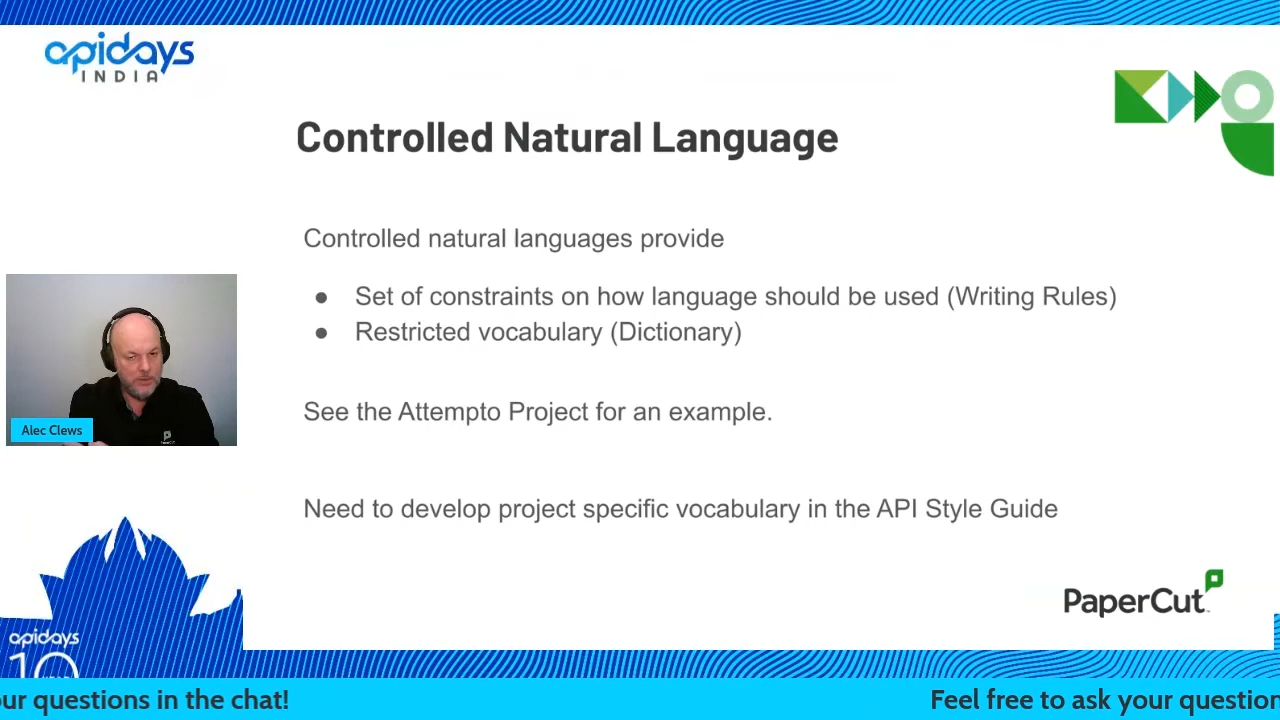 apidays
INDIA
Controlled Natural Language
Controlled natural languages provide
● Set of constraints on how language should be used (Writing Rules)
● Restricted vocabulary (Dictionary)
See the Attempto Project for an example.
Need to develop project specific vocabulary in the API Style Guide
Alec Clews
PaperCut
apidays
10
ur questions in the chat!
Feel free to ask your question